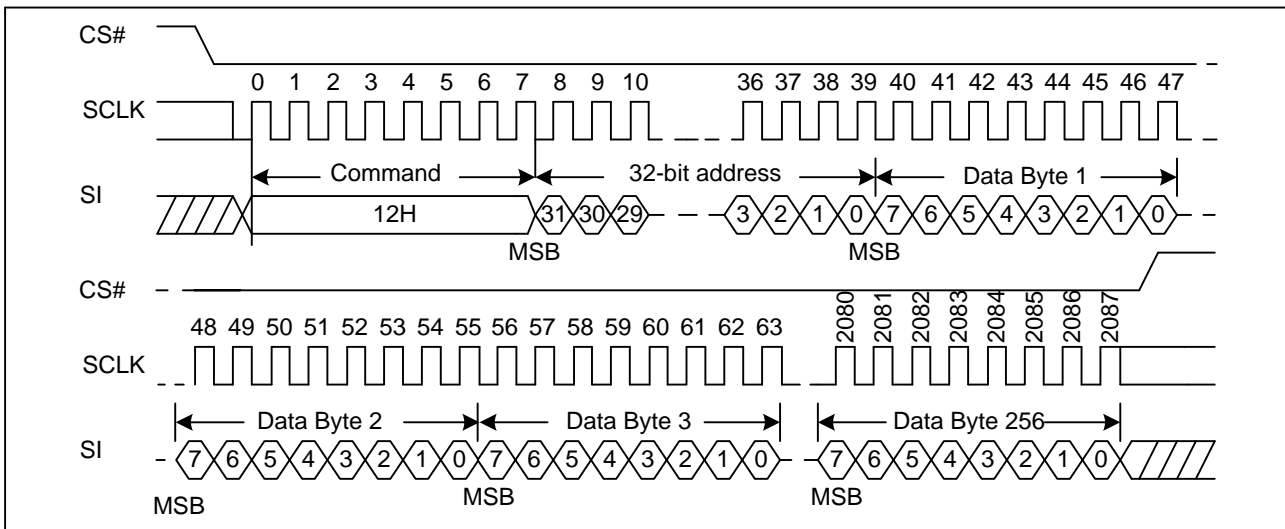 CS#
0 1 2 3 4 5 6 7 8 9 10 36 37 38 39 40 41 42 43 44 45 46 47
SCLK
Command 32-bit address Data Byte 1
SI
12H 31 30 29 3 2 1 0 7 6 5 4 3 2 1 0
MSB MSB
CS#
48 49 50 51 52 53 54 55 56 57 58 59 60 61 62 63 2080 2081 2082 2083 2084 2085 2086 2087
SCLK
Data Byte 2 Data Byte 3 Data Byte 256
SI
7 6 5 4 3 2 1 0 7 6 5 4 3 2 1 0 7 6 5 4 3 2 1 0
MSB MSB MSB